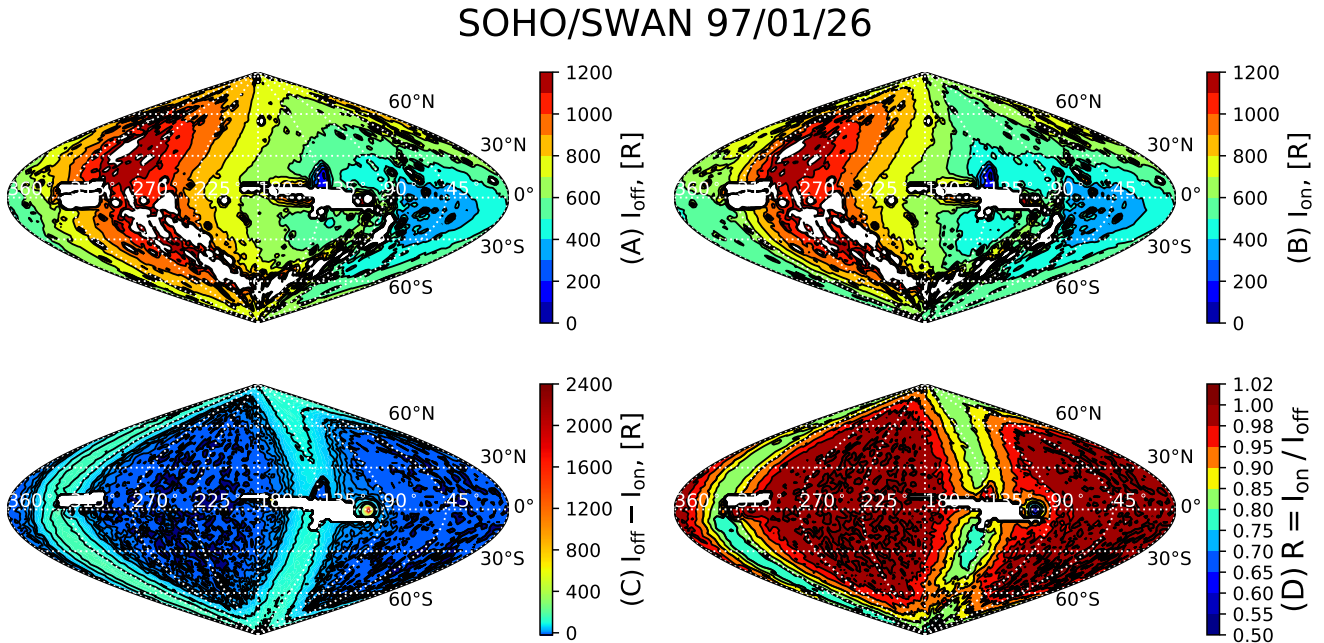 SOHO/SWAN 97/01/26
60°N
30°N
0°
30°S
60°S
360° 315° 270° 225° 180° 135° 90° 45°
1200
1000
800
600
400
200
0
(A) I_off, [R]
60°N
30°N
0°
30°S
60°S
360° 315° 270° 225° 180° 135° 90° 45°
1200
1000
800
600
400
200
0
(B) I_on, [R]
60°N
30°N
0°
30°S
60°S
360° 315° 270° 225° 180° 135° 90° 45°
2400
2000
1600
1200
800
400
0
(C) I_off − I_on, [R]
60°N
30°N
0°
30°S
60°S
360° 315° 270° 225° 180° 135° 90° 45°
1.02
1.00
0.98
0.95
0.90
0.85
0.80
0.75
0.70
0.65
0.60
0.55
0.50
(D) R = I_on / I_off